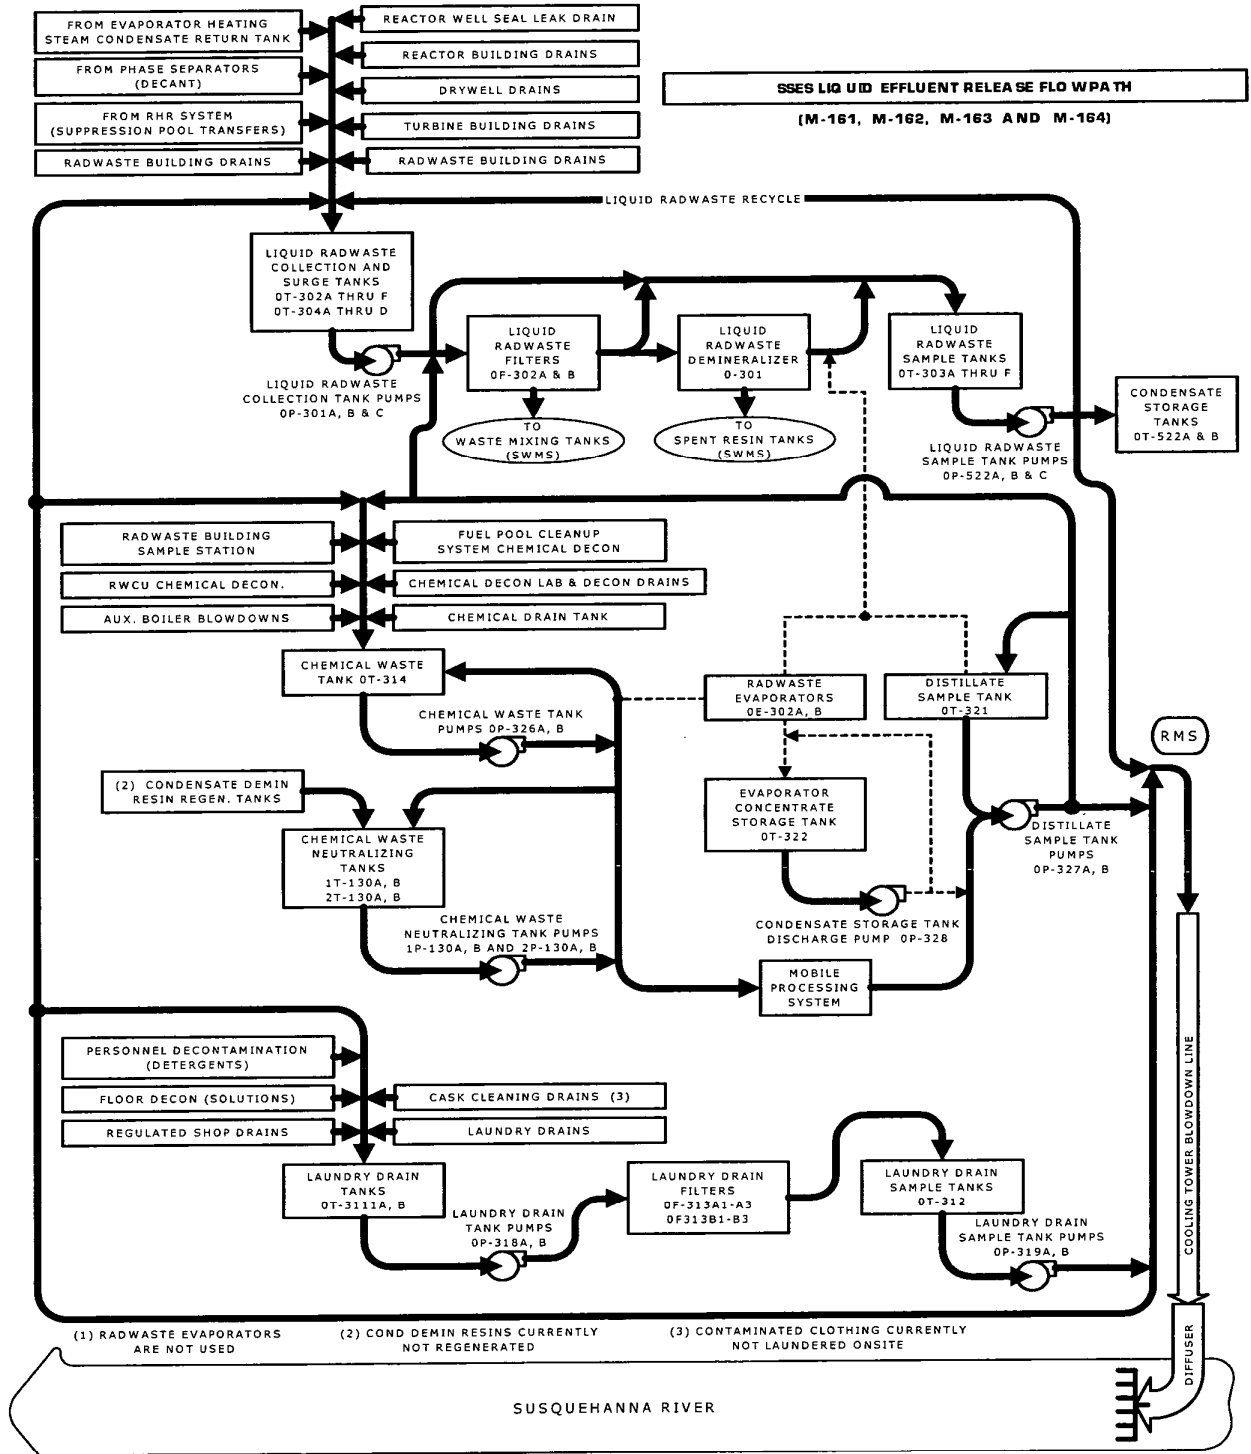 FROM EVAPORATOR HEATING
STEAM CONDENSATE RETURN TANK
REACTOR WELL SEAL LEAK DRAIN
REACTOR BUILDING DRAINS
FROM PHASE SEPARATORS
(DECANT)
DRYWELL DRAINS
FROM RHR SYSTEM
(SUPPRESSION POOL TRANSFERS)
TURBINE BUILDING DRAINS
RADWASTE BUILDING DRAINS
RADWASTE BUILDING DRAINS
SSES LIQUID EFFLUENT RELEASE FLOWPATH
(M-161, M-162, M-163 AND M-164)
LIQUID RADWASTE RECYCLE
LIQUID RADWASTE
COLLECTION AND
SURGE TANKS
0T-302A THRU F
0T-304A THRU D
LIQUID RADWASTE
COLLECTION TANK PUMPS
0P-301A, B & C
LIQUID
RADWASTE
FILTERS
0F-302A & B
LIQUID
RADWASTE
DEMINERALIZER
0-301
LIQUID
RADWASTE
SAMPLE TANKS
0T-303A THRU F
TO
WASTE MIXING TANKS
(SWMS)
TO
SPENT RESIN TANKS
(SWMS)
LIQUID RADWASTE
SAMPLE TANK PUMPS
0P-522A, B & C
CONDENSATE
STORAGE
TANKS
0T-522A & B
RADWASTE BUILDING
SAMPLE STATION
FUEL POOL CLEANUP
SYSTEM CHEMICAL DECON
RWCU CHEMICAL DECON.
CHEMICAL DECON LAB & DECON DRAINS
AUX. BOILER BLOWDOWNS
CHEMICAL DRAIN TANK
CHEMICAL WASTE
TANK 0T-314
CHEMICAL WASTE TANK
PUMPS 0P-326A, B
RADWASTE
EVAPORATORS
0E-302A, B
DISTILLATE
SAMPLE TANK
0T-321
RMS
(2) CONDENSATE DEMIN
RESIN REGEN. TANKS
EVAPORATOR
CONCENTRATE
STORAGE TANK
0T-322
DISTILLATE
SAMPLE TANK
PUMPS
0P-327A, B
CHEMICAL WASTE
NEUTRALIZING
TANKS
1T-130A, B
2T-130A, B
CHEMICAL WASTE
NEUTRALIZING TANK PUMPS
1P-130A, B AND 2P-130A, B
CONDENSATE STORAGE TANK
DISCHARGE PUMP 0P-328
MOBILE
PROCESSING
SYSTEM
PERSONNEL DECONTAMINATION
(DETERGENTS)
FLOOR DECON (SOLUTIONS)
CASK CLEANING DRAINS (3)
REGULATED SHOP DRAINS
LAUNDRY DRAINS
LAUNDRY DRAIN
TANKS
0T-3111A, B
LAUNDRY DRAIN
TANK PUMPS
0P-318A, B
LAUNDRY DRAIN
FILTERS
0F-313A1-A3
0F313B1-B3
LAUNDRY DRAIN
SAMPLE TANKS
0T-312
LAUNDRY DRAIN
SAMPLE TANK PUMPS
0P-319A, B
COOLING TOWER BLOWDOWN LINE
DIFFUSER
(1) RADWASTE EVAPORATORS
ARE NOT USED
(2) COND DEMIN RESINS CURRENTLY
NOT REGENERATED
(3) CONTAMINATED CLOTHING CURRENTLY
NOT LAUNDERED ONSITE
SUSQUEHANNA RIVER